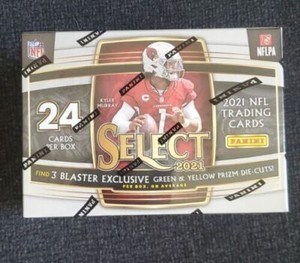 NFL
NFLPA
KYLER
MURRAY
24
CARDS
PER BOX
2021 NFL
TRADING
CARDS
PANINI
SELECT
2021
FIND 3 BLASTER EXCLUSIVE GREEN & YELLOW PRIZM DIE-CUTS!
PER BOX, ON AVERAGE